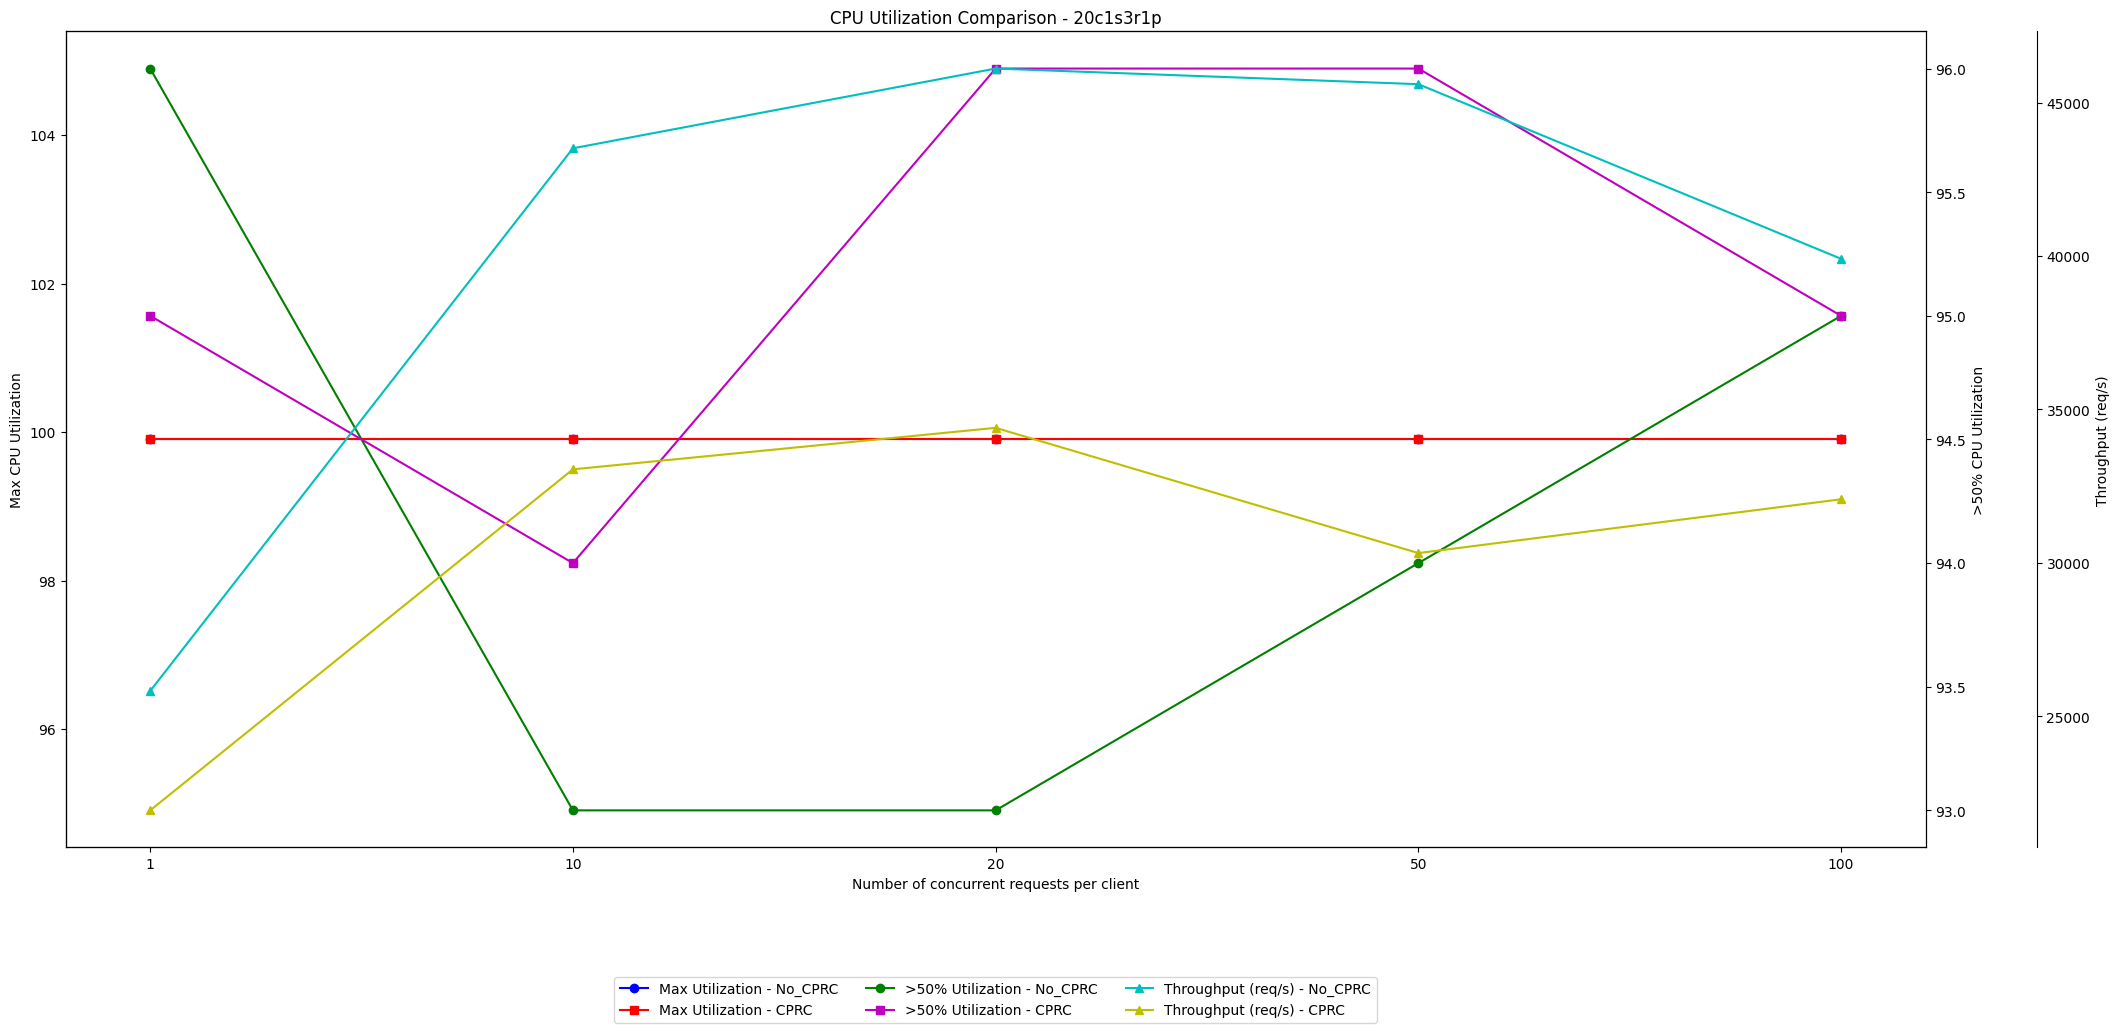 CPU Utilization Comparison - 20c1s3r1p
Max CPU Utilization
104
102
100
98
96
96.0
95.5
95.0
94.5
94.0
93.5
93.0
>50% CPU Utilization
45000
40000
35000
30000
25000
Throughput (req/s)
1 10 20 50 100
Number of concurrent requests per client
Max Utilization - No_CPRC
Max Utilization - CPRC
>50% Utilization - No_CPRC
>50% Utilization - CPRC
Throughput (req/s) - No_CPRC
Throughput (req/s) - CPRC